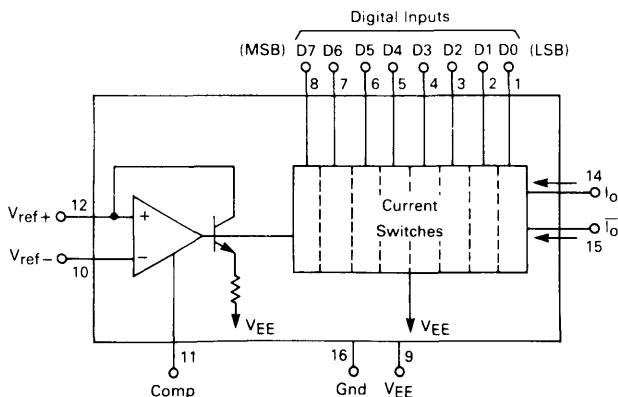 Digital Inputs
(MSB) D7 D6 D5 D4 D3 D2 D1 D0 (LSB)
8 7 6 5 4 3 2 1
12
Vref+
+
14
Io
Current
Switches
Vref−
10
−
Io
15
VEE
VEE
11
16
9
Comp
Gnd
VEE